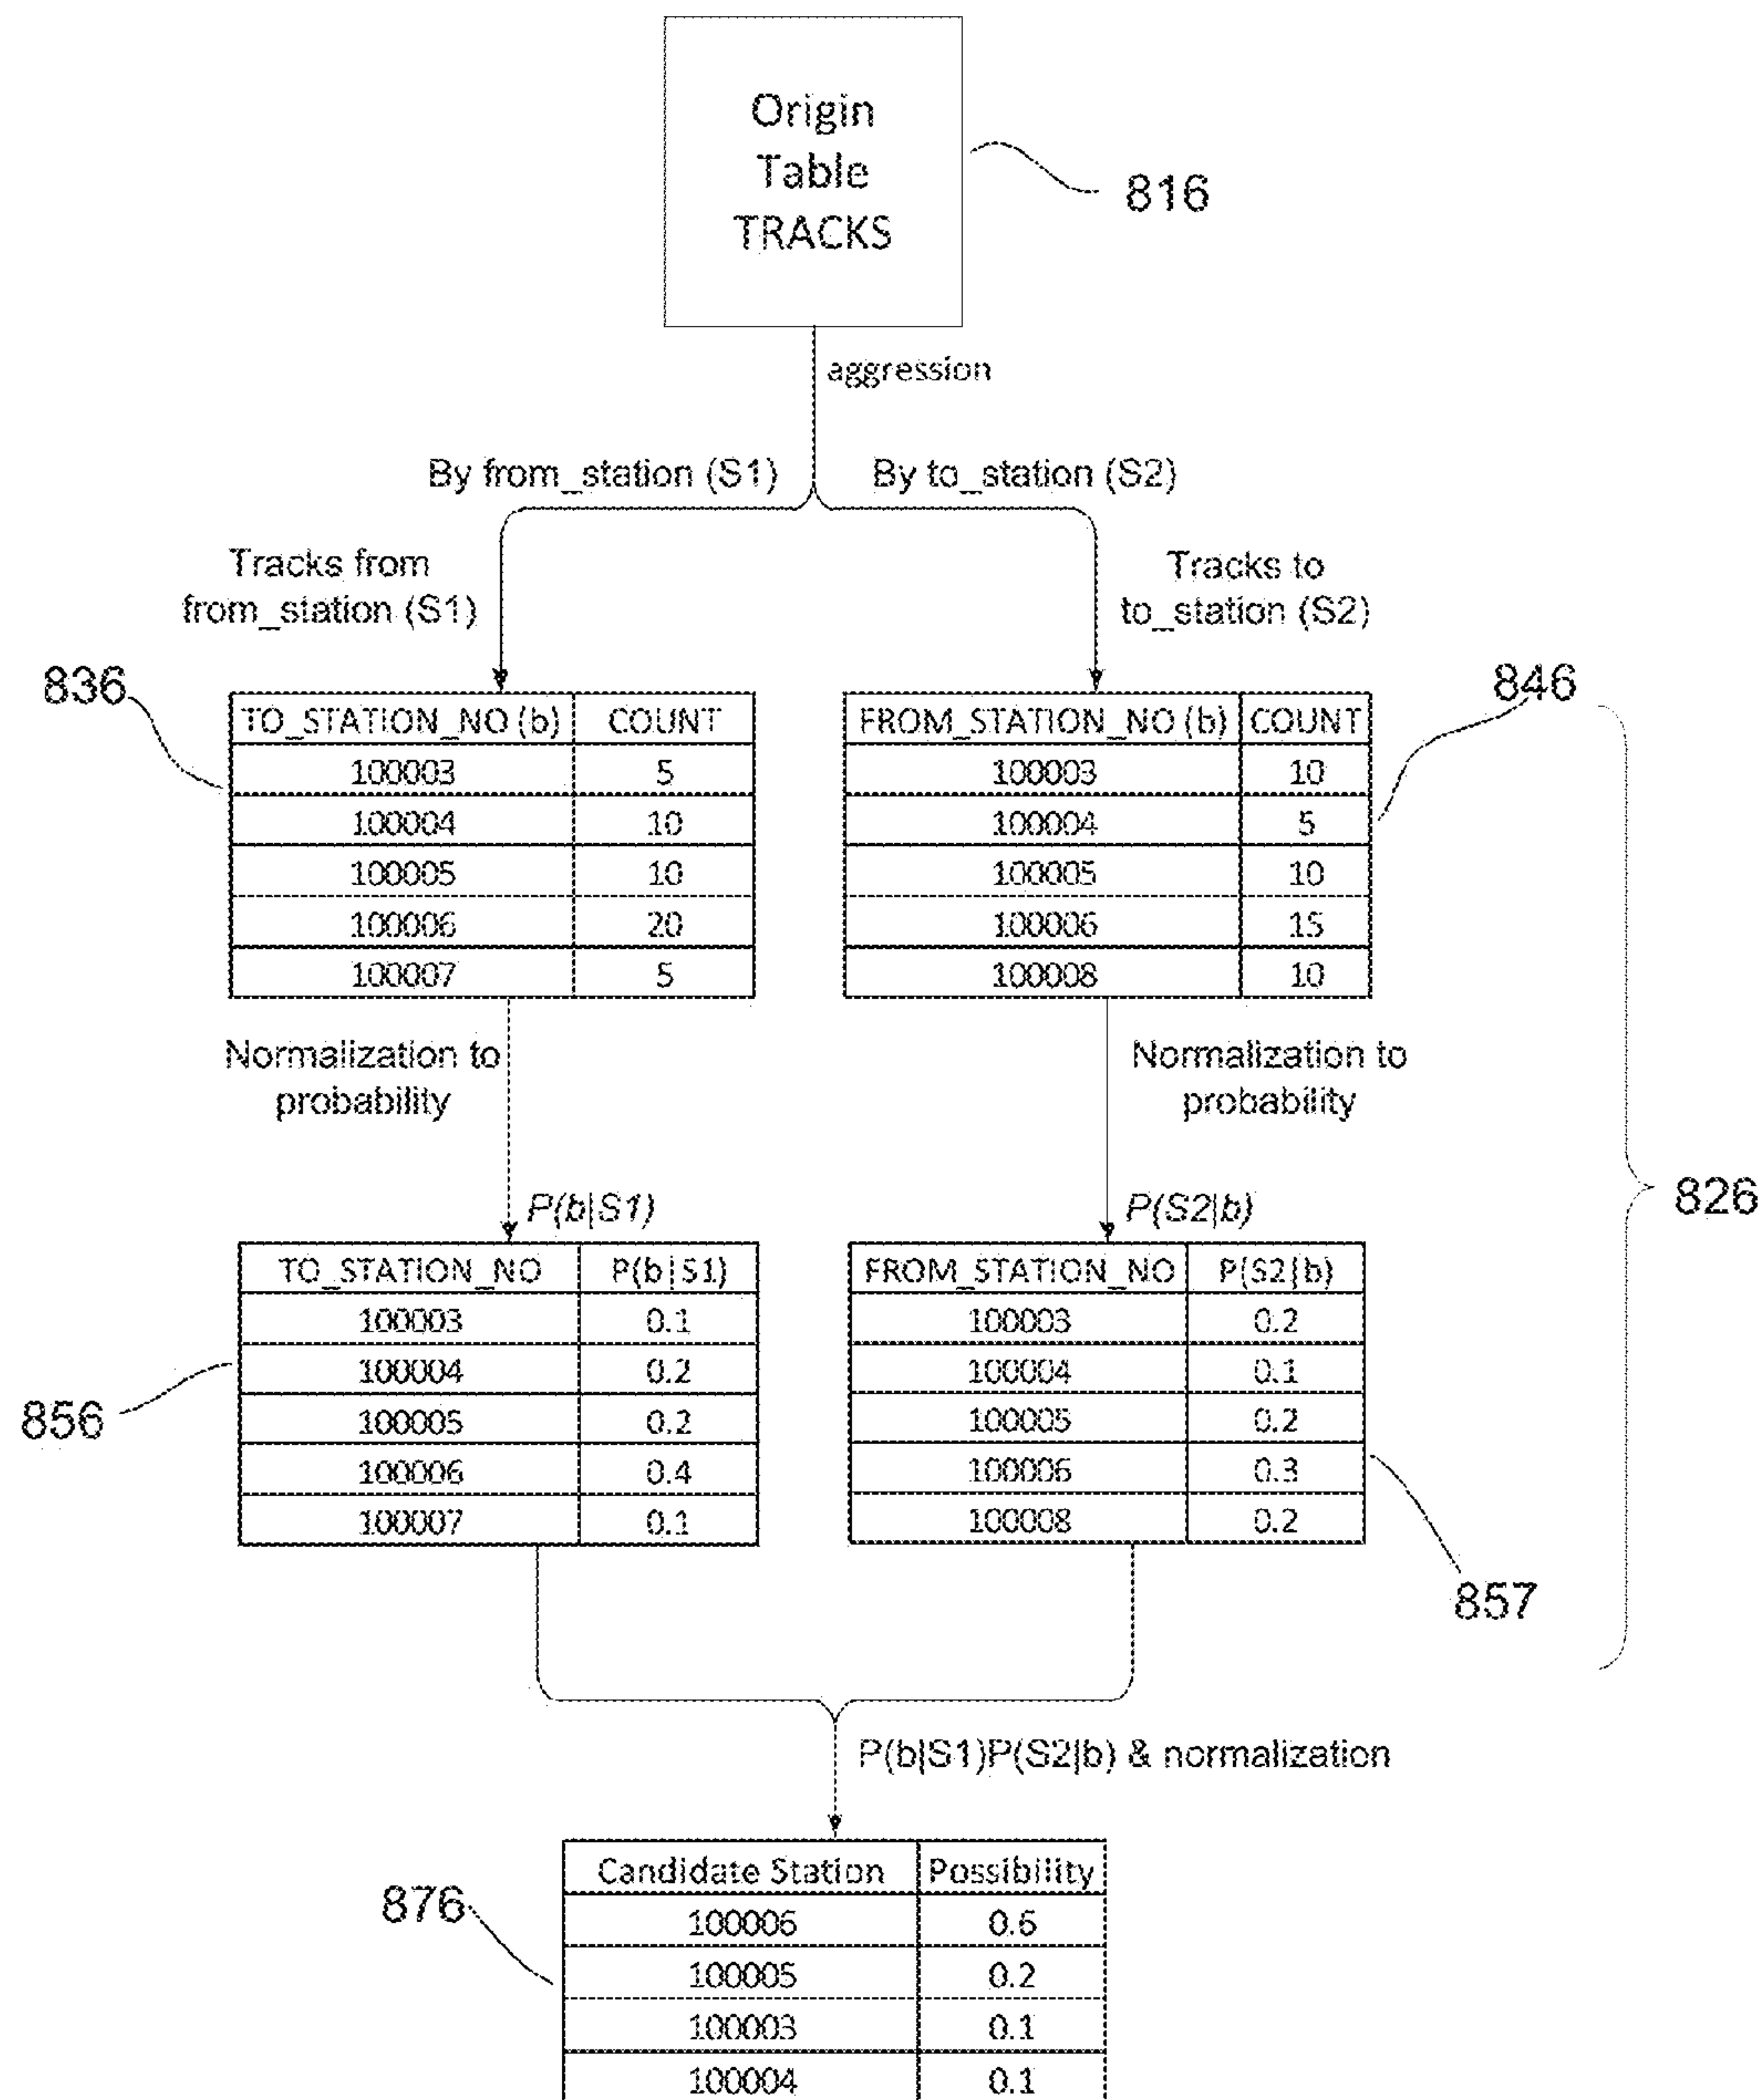 Origin
Table
TRACKS
816
aggression
By from_station (S1) By to_station (S2)
Tracks from
from_station (S1)
Tracks to
to_station (S2)
836
846
TO_STATION_NO (b) COUNT
100003 5
100004 10
100005 10
100006 20
100007 5
FROM_STATION_NO (b) COUNT
100003 10
100004 5
100005 10
100006 15
100008 10
Normalization to
probability
Normalization to
probability
826
P(b|S1)
P(S2|b)
TO_STATION_NO P(b|S1)
100003 0.1
100004 0.2
100005 0.2
100006 0.4
100007 0.1
856
FROM_STATION_NO P(S2|b)
100003 0.2
100004 0.1
100005 0.2
100006 0.3
100008 0.2
857
P(b|S1)P(S2|b) & normalization
876
Candidate Station Possibility
100006 0.6
100005 0.2
100003 0.1
100004 0.1